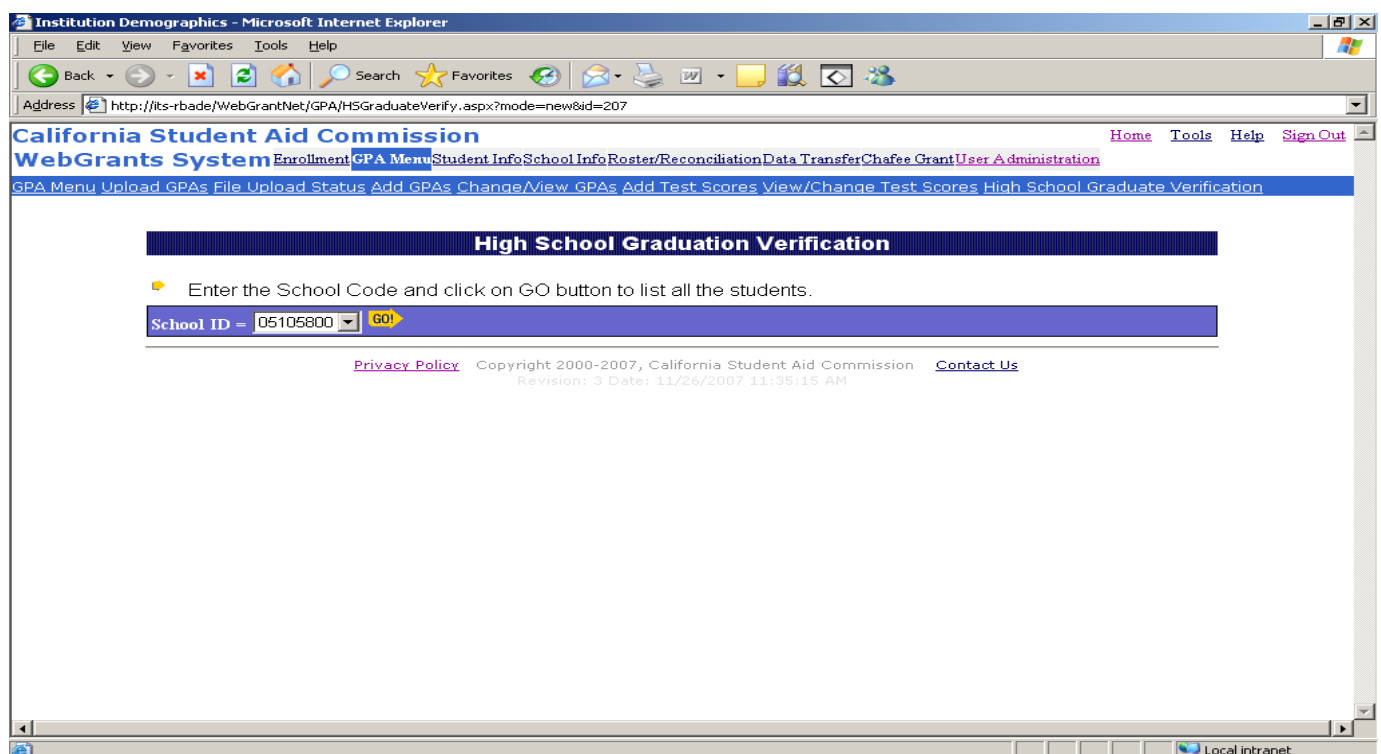 Institution Demographics - Microsoft Internet Explorer
File Edit View Favorites Tools Help
Back Search Favorites
Address http://its-rbade/WebGrantNet/GPA/HSGraduateVerify.aspx?mode=new&id=207
California Student Aid Commission Home Tools Help Sign Out
WebGrants System Enrollment GPA Menu Student Info School Info Roster/Reconciliation Data Transfer Chafee Grant User Administration
GPA Menu Upload GPAs File Upload Status Add GPAs Change/View GPAs Add Test Scores View/Change Test Scores High School Graduate Verification
High School Graduation Verification
Enter the School Code and click on GO button to list all the students.
School ID = 05105800 GO!
Privacy Policy Copyright 2000-2007, California Student Aid Commission Contact Us
Revision: 3 Date: 11/26/2007 11:35:15 AM
Local intranet